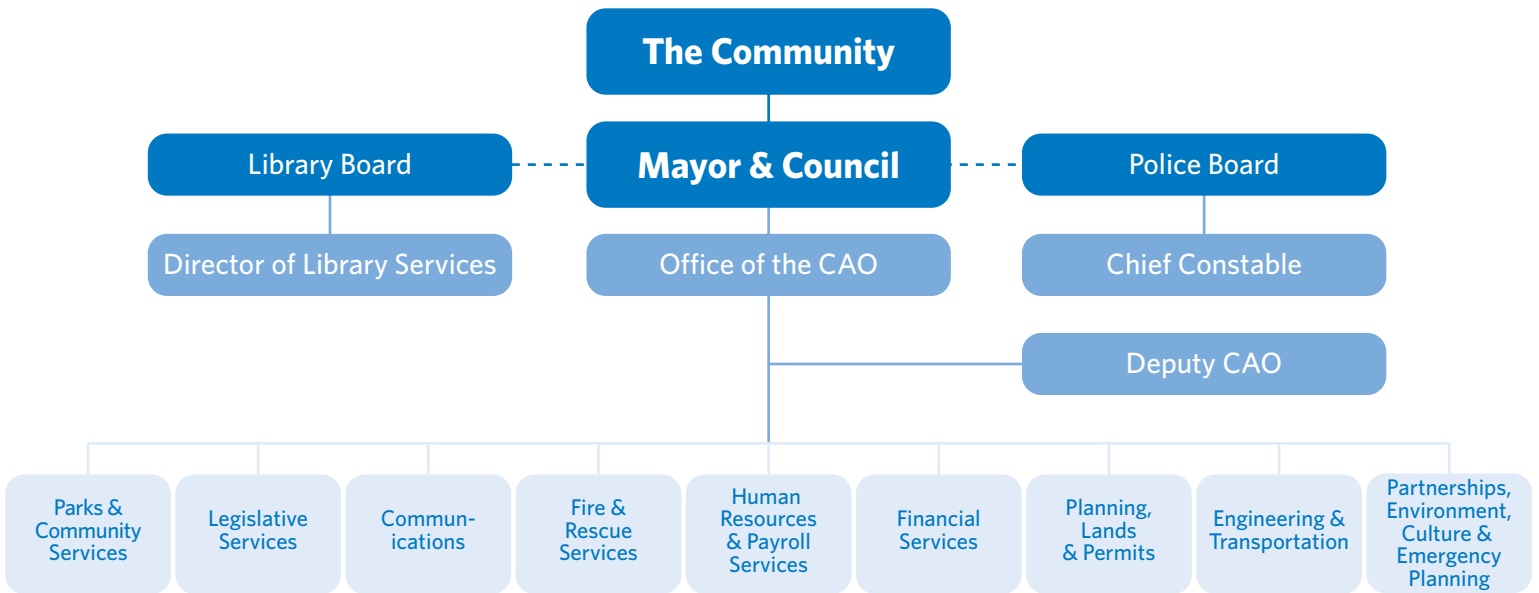 The Community
Library Board
Mayor & Council
Police Board
Director of Library Services
Office of the CAO
Chief Constable
Deputy CAO
Parks &
Community
Services
Legislative
Services
Commun-
ications
Fire &
Rescue
Services
Human
Resources
& Payroll
Services
Financial
Services
Planning,
Lands
& Permits
Engineering &
Transportation
Partnerships,
Environment,
Culture &
Emergency
Planning